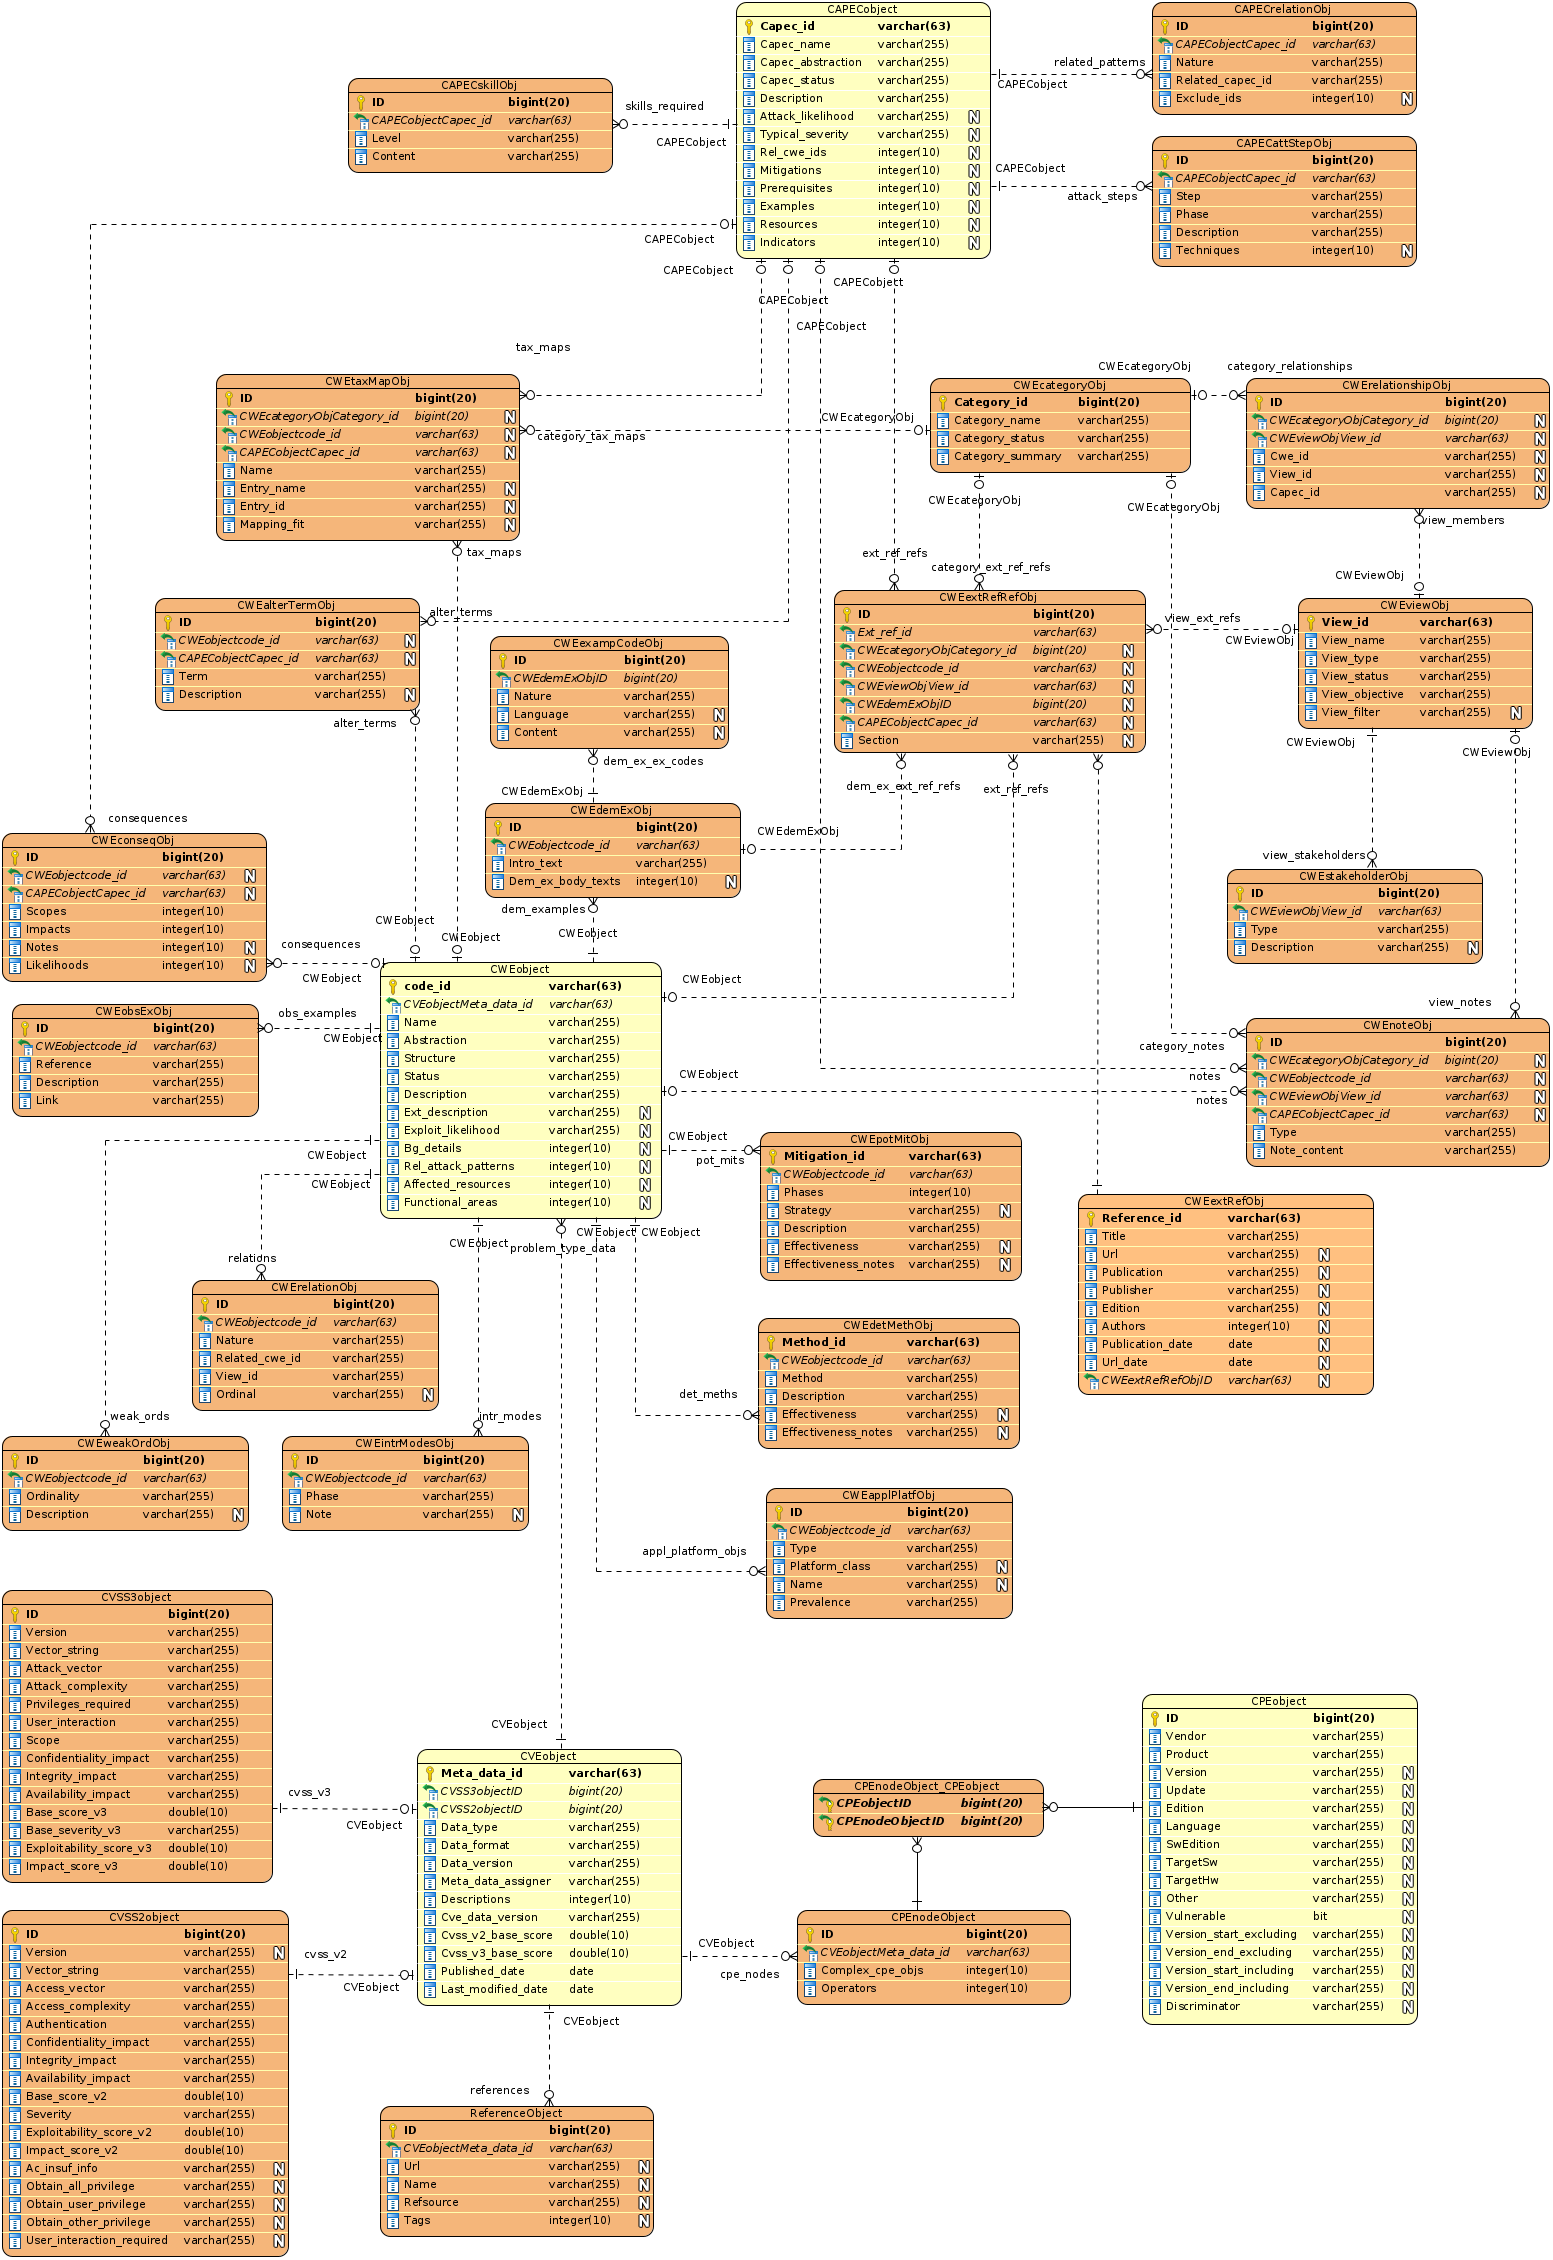 CAPECobject
Capec_id varchar(63)
Capec_name varchar(255)
Capec_abstraction varchar(255)
Capec_status varchar(255)
Description varchar(255)
Attack_likelihood varchar(255) N
Typical_severity varchar(255) N
Rel_cwe_ids integer(10) N
Mitigations integer(10) N
Prerequisites integer(10) N
Examples integer(10) N
Resources integer(10) N
Indicators integer(10) N
CAPECrelationObj
ID bigint(20)
CAPECobjectCapec_id varchar(63)
Nature varchar(255)
Related_capec_id varchar(255)
Exclude_ids integer(10) N
related_patterns
CAPECobject
CAPECskillObj
ID bigint(20)
CAPECobjectCapec_id varchar(63)
Level varchar(255)
Content varchar(255)
skills_required
CAPECobject
CAPECattStepObj
ID bigint(20)
CAPECobjectCapec_id varchar(63)
Step varchar(255)
Phase varchar(255)
Description varchar(255)
Techniques integer(10) N
CAPECobject
attack_steps
CAPECobject
CAPECobject
CAPECobject
CAPECobject
CAPECobject
tax_maps
CWEtaxMapObj
ID bigint(20)
CWEcategoryObjCategory_id bigint(20) N
CWEobjectcode_id varchar(63) N
CAPECobjectCapec_id varchar(63) N
Name varchar(255)
Entry_name varchar(255) N
Entry_id varchar(255) N
Mapping_fit varchar(255) N
category_tax_maps
CWEcategoryObj
tax_maps
CWEcategoryObj
Category_id bigint(20)
Category_name varchar(255)
Category_status varchar(255)
Category_summary varchar(255)
CWEcategoryObj
category_relationships
CWEcategoryObj
CWEcategoryObj
CWErelationshipObj
ID bigint(20)
CWEcategoryObjCategory_id bigint(20) N
CWEviewObjView_id varchar(63) N
Cwe_id varchar(255) N
View_id varchar(255) N
Capec_id varchar(255) N
view_members
CWEviewObj
ext_ref_refs
category_ext_ref_refs
CWEalterTermObj
ID bigint(20)
CWEobjectcode_id varchar(63) N
CAPECobjectCapec_id varchar(63) N
Term varchar(255)
Description varchar(255) N
alter_terms
alter_terms
CWEexampCodeObj
ID bigint(20)
CWEdemExObjID bigint(20)
Nature varchar(255)
Language varchar(255) N
Content varchar(255) N
dem_ex_ex_codes
CWEdemExObj
CWEextRefRefObj
ID bigint(20)
Ext_ref_id varchar(63)
CWEcategoryObjCategory_id bigint(20) N
CWEobjectcode_id varchar(63) N
CWEviewObjView_id varchar(63) N
CWEdemExObjID bigint(20) N
CAPECobjectCapec_id varchar(63) N
Section varchar(255) N
view_ext_refs
CWEviewObj
CWEviewObj
View_id varchar(63)
View_name varchar(255)
View_type varchar(255)
View_status varchar(255)
View_objective varchar(255)
View_filter varchar(255) N
CWEviewObj
CWEviewObj
dem_ex_ext_ref_refs
ext_ref_refs
CWEdemExObj
ID bigint(20)
CWEobjectcode_id varchar(63)
Intro_text varchar(255)
Dem_ex_body_texts integer(10) N
CWEdemExObj
dem_examples
CWEobject
consequences
CWEconseqObj
ID bigint(20)
CWEobjectcode_id varchar(63) N
CAPECobjectCapec_id varchar(63) N
Scopes integer(10)
Impacts integer(10)
Notes integer(10) N
Likelihoods integer(10) N
consequences
CWEobject
CWEobject
CWEobject
view_stakeholders
CWEstakeholderObj
ID bigint(20)
CWEviewObjView_id varchar(63)
Type varchar(255)
Description varchar(255) N
CWEobject
code_id varchar(63)
CVEobjectMeta_data_id varchar(63)
Name varchar(255)
Abstraction varchar(255)
Structure varchar(255)
Status varchar(255)
Description varchar(255)
Ext_description varchar(255) N
Exploit_likelihood varchar(255) N
Bg_details integer(10) N
Rel_attack_patterns integer(10) N
Affected_resources integer(10) N
Functional_areas integer(10) N
CWEobject
CWEobsExObj
ID bigint(20)
CWEobjectcode_id varchar(63)
Reference varchar(255)
Description varchar(255)
Link varchar(255)
obs_examples
CWEobject
view_notes
category_notes
notes
CWEobject
notes
CWEnoteObj
ID bigint(20)
CWEcategoryObjCategory_id bigint(20) N
CWEobjectcode_id varchar(63) N
CWEviewObjView_id varchar(63) N
CAPECobjectCapec_id varchar(63) N
Type varchar(255)
Note_content varchar(255)
CWEobject
CWEobject
CWEobject
pot_mits
CWEpotMitObj
Mitigation_id varchar(63)
CWEobjectcode_id varchar(63)
Phases integer(10)
Strategy varchar(255) N
Description varchar(255)
Effectiveness varchar(255) N
Effectiveness_notes varchar(255) N
CWEextRefObj
Reference_id varchar(63)
Title varchar(255)
Url varchar(255) N
Publication varchar(255) N
Publisher varchar(255) N
Edition varchar(255) N
Authors integer(10) N
Publication_date date N
Url_date date N
CWEextRefRefObjID varchar(63) N
CWEobject
problem_type_data
CWEobject
CWEobject
relations
CWErelationObj
ID bigint(20)
CWEobjectcode_id varchar(63)
Nature varchar(255)
Related_cwe_id varchar(255)
View_id varchar(255)
Ordinal varchar(255) N
CWEdetMethObj
Method_id varchar(63)
CWEobjectcode_id varchar(63)
Method varchar(255)
Description varchar(255)
Effectiveness varchar(255) N
Effectiveness_notes varchar(255) N
det_meths
weak_ords
CWEweakOrdObj
ID bigint(20)
CWEobjectcode_id varchar(63)
Ordinality varchar(255)
Description varchar(255) N
intr_modes
CWEintrModesObj
ID bigint(20)
CWEobjectcode_id varchar(63)
Phase varchar(255)
Note varchar(255) N
CWEapplPlatfObj
ID bigint(20)
CWEobjectcode_id varchar(63)
Type varchar(255)
Platform_class varchar(255) N
Name varchar(255) N
Prevalence varchar(255)
appl_platform_objs
CVSS3object
ID bigint(20)
Version varchar(255)
Vector_string varchar(255)
Attack_vector varchar(255)
Attack_complexity varchar(255)
Privileges_required varchar(255)
User_interaction varchar(255)
Scope varchar(255)
Confidentiality_impact varchar(255)
Integrity_impact varchar(255)
Availability_impact varchar(255)
Base_score_v3 double(10)
Base_severity_v3 varchar(255)
Exploitability_score_v3 double(10)
Impact_score_v3 double(10)
cvss_v3
CVEobject
CVEobject
CVEobject
Meta_data_id varchar(63)
CVSS3objectID bigint(20)
CVSS2objectID bigint(20)
Data_type varchar(255)
Data_format varchar(255)
Data_version varchar(255)
Meta_data_assigner varchar(255)
Descriptions integer(10)
Cve_data_version varchar(255)
Cvss_v2_base_score double(10)
Cvss_v3_base_score double(10)
Published_date date
Last_modified_date date
CPEobject
ID bigint(20)
Vendor varchar(255)
Product varchar(255)
Version varchar(255) N
Update varchar(255) N
Edition varchar(255) N
Language varchar(255) N
SwEdition varchar(255) N
TargetSw varchar(255) N
TargetHw varchar(255) N
Other varchar(255) N
Vulnerable bit N
Version_start_excluding varchar(255) N
Version_end_excluding varchar(255) N
Version_start_including varchar(255) N
Version_end_including varchar(255) N
Discriminator varchar(255) N
CPEnodeObject_CPEobject
CPEobjectID bigint(20)
CPEnodeObjectID bigint(20)
CPEnodeObject
ID bigint(20)
CVEobjectMeta_data_id varchar(63)
Complex_cpe_objs integer(10)
Operators integer(10)
CVEobject
cpe_nodes
CVSS2object
ID bigint(20)
Version varchar(255) N
Vector_string varchar(255)
Access_vector varchar(255)
Access_complexity varchar(255)
Authentication varchar(255)
Confidentiality_impact varchar(255)
Integrity_impact varchar(255)
Availability_impact varchar(255)
Base_score_v2 double(10)
Severity varchar(255)
Exploitability_score_v2 double(10)
Impact_score_v2 double(10)
Ac_insuf_info varchar(255) N
Obtain_all_privilege varchar(255) N
Obtain_user_privilege varchar(255) N
Obtain_other_privilege varchar(255) N
User_interaction_required varchar(255) N
cvss_v2
CVEobject
CVEobject
references
ReferenceObject
ID bigint(20)
CVEobjectMeta_data_id varchar(63)
Url varchar(255) N
Name varchar(255) N
Refsource varchar(255) N
Tags integer(10) N